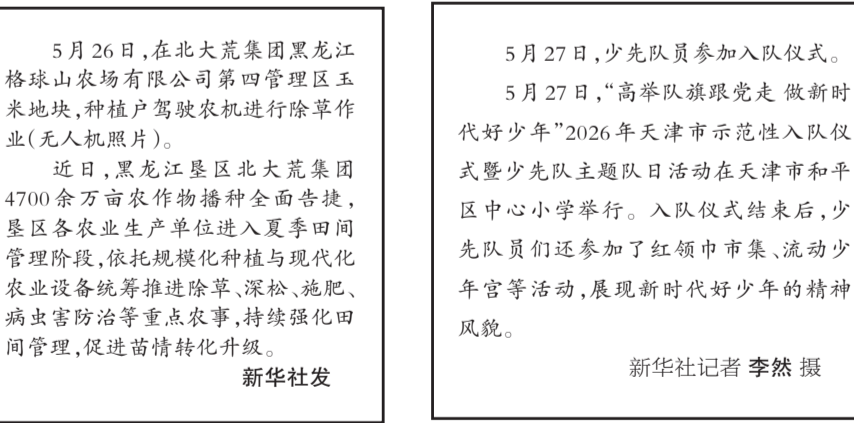 5月26日,在北大荒集团黑龙江
格球山农场有限公司第四管理区玉
米地块,种植户驾驶农机进行除草作
业(无人机照片)。
近日,黑龙江垦区北大荒集团
4700余万亩农作物播种全面告捷,
垦区各农业生产单位进入夏季田间
管理阶段,依托规模化种植与现代化
农业设备统筹推进除草、深松、施肥、
病虫害防治等重点农事,持续强化田
间管理,促进苗情转化升级。
新华社发
5月27日,少先队员参加入队仪式。
5月27日,“高举队旗跟党走 做新时
代好少年”2026年天津市示范性入队仪
式暨少先队主题队日活动在天津市和平
区中心小学举行。入队仪式结束后,少
先队员们还参加了红领巾市集、流动少
年宫等活动,展现新时代好少年的精神
风貌。
新华社记者 李然 摄